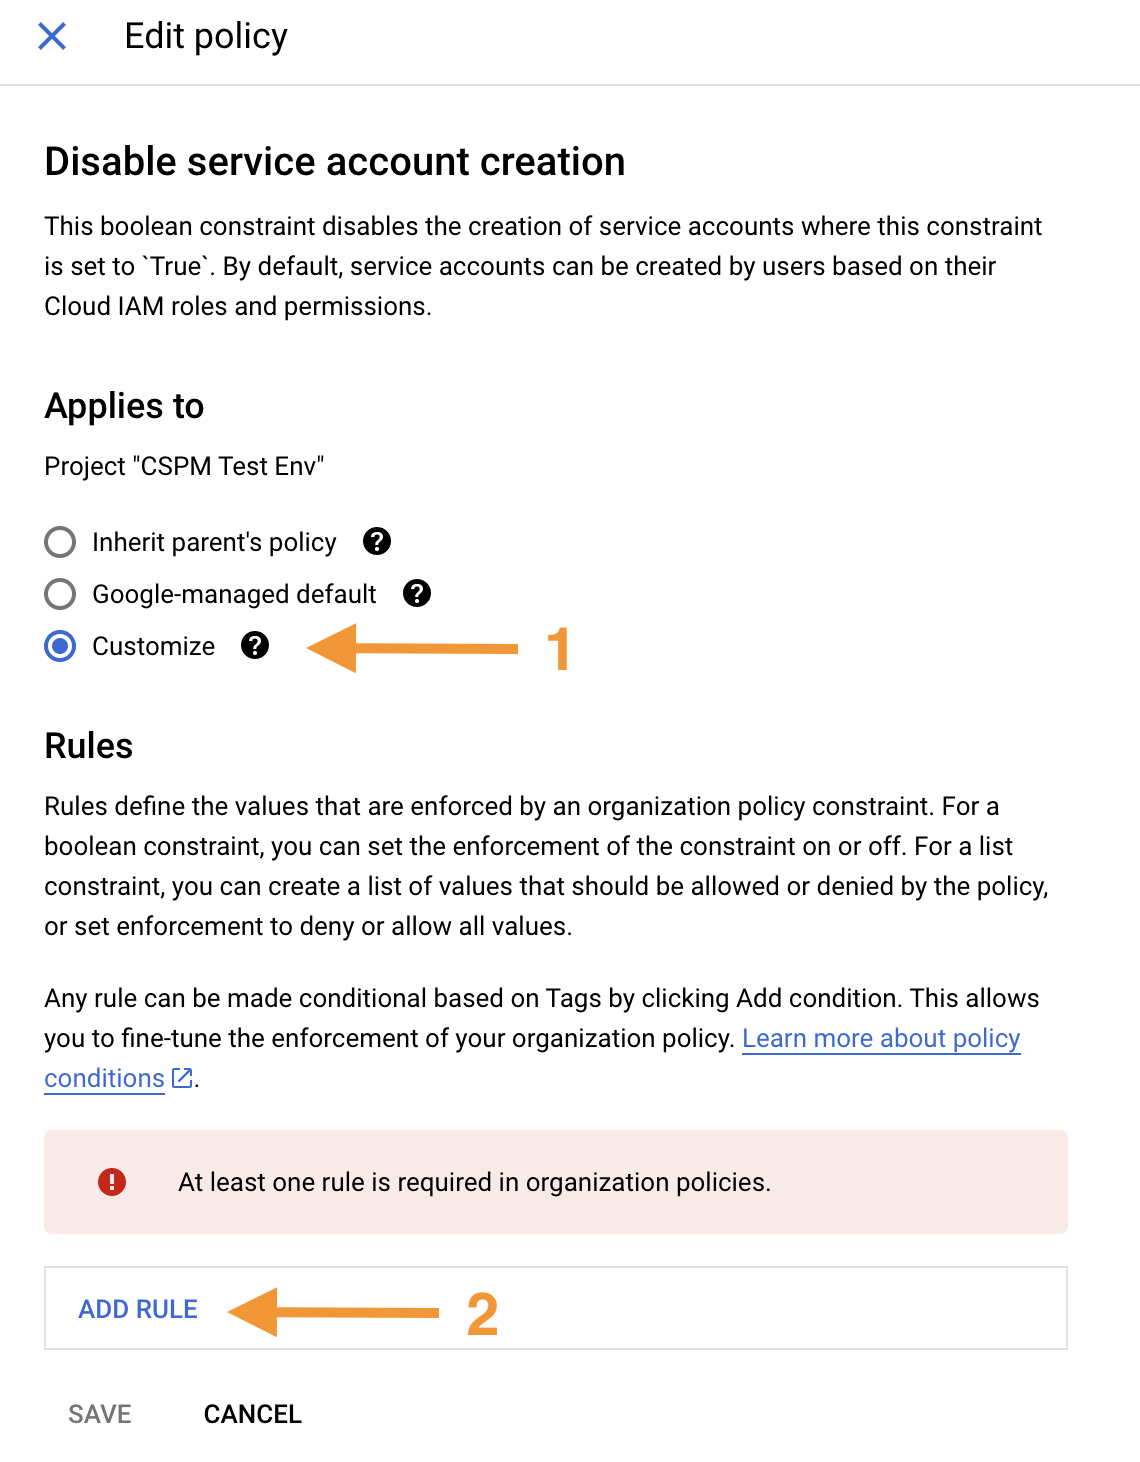 Edit policy
Disable service account creation
This boolean constraint disables the creation of service accounts where this constraint
is set to `True`. By default, service accounts can be created by users based on their
Cloud IAM roles and permissions.
Applies to
Project "CSPM Test Env"
Inherit parent's policy
Google-managed default
Customize
1
Rules
Rules define the values that are enforced by an organization policy constraint. For a
boolean constraint, you can set the enforcement of the constraint on or off. For a list
constraint, you can create a list of values that should be allowed or denied by the policy,
or set enforcement to deny or allow all values.
Any rule can be made conditional based on Tags by clicking Add condition. This allows
you to fine-tune the enforcement of your organization policy. Learn more about policy
conditions.
At least one rule is required in organization policies.
ADD RULE 2
SAVE CANCEL